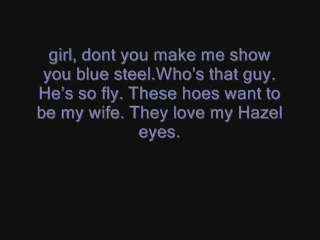 girl, dont you make me show
you blue steel.Who's that guy.
He's so fly. These hoes want to
be my wife. They love my Hazel
eyes.